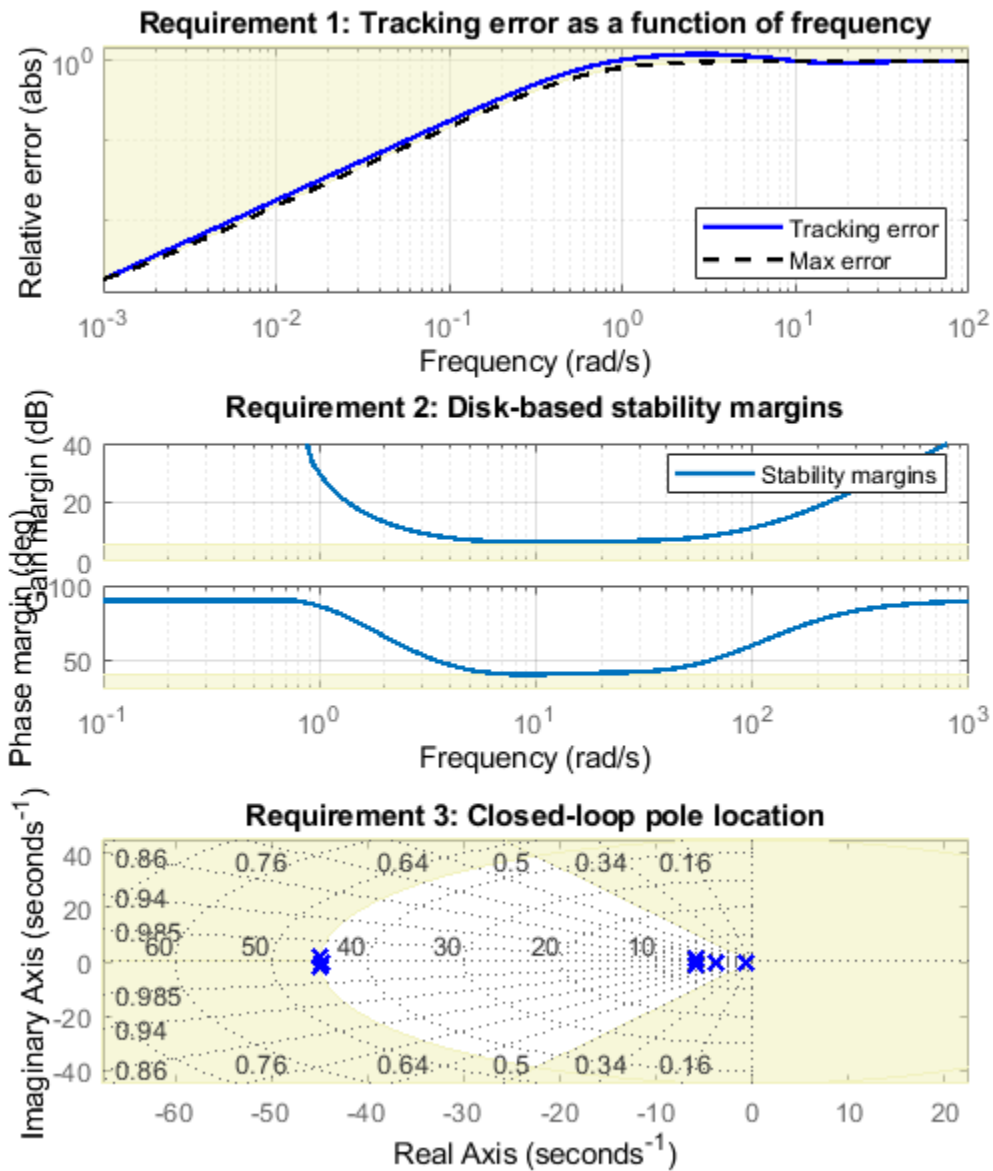 Requirement 1: Tracking error as a function of frequency
Relative error (abs)
10^0
Tracking error
Max error
10^-3 10^-2 10^-1 10^0 10^1 10^2
Frequency (rad/s)
Requirement 2: Disk-based stability margins
Gain margin (dB)
40
20
0
Stability margins
Phase margin (deg)
100
50
10^-1 10^0 10^1 10^2 10^3
Frequency (rad/s)
Requirement 3: Closed-loop pole location
Imaginary Axis (seconds^-1)
40
20
0
-20
-40
0.86 0.76 0.64 0.5 0.34 0.16
0.94
0.985
60 50 40 30 20 10
0.985
0.94
0.86 0.76 0.64 0.5 0.34 0.16
-60 -50 -40 -30 -20 -10 0 10 20
Real Axis (seconds^-1)